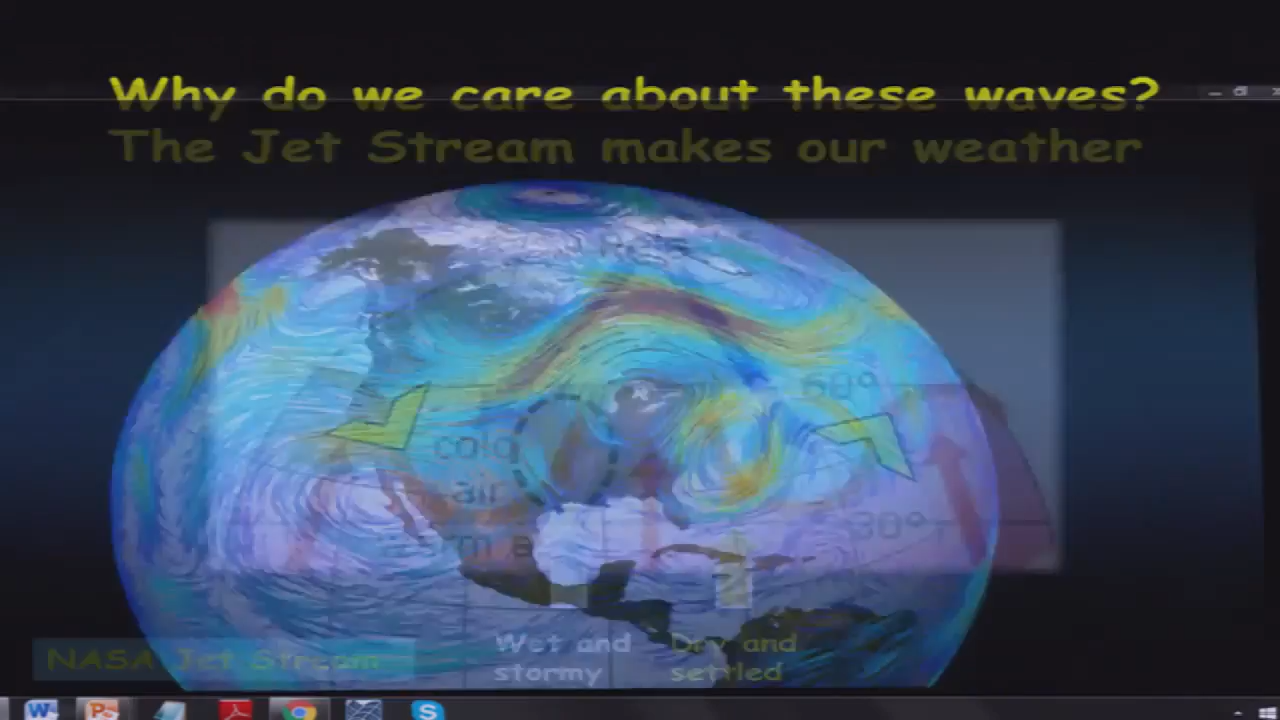 Why do we care about these waves?
The Jet Stream makes our weather
60°
cold
air
30°
Wet and
stormy
Dry and
settled
NASA Jet Stream